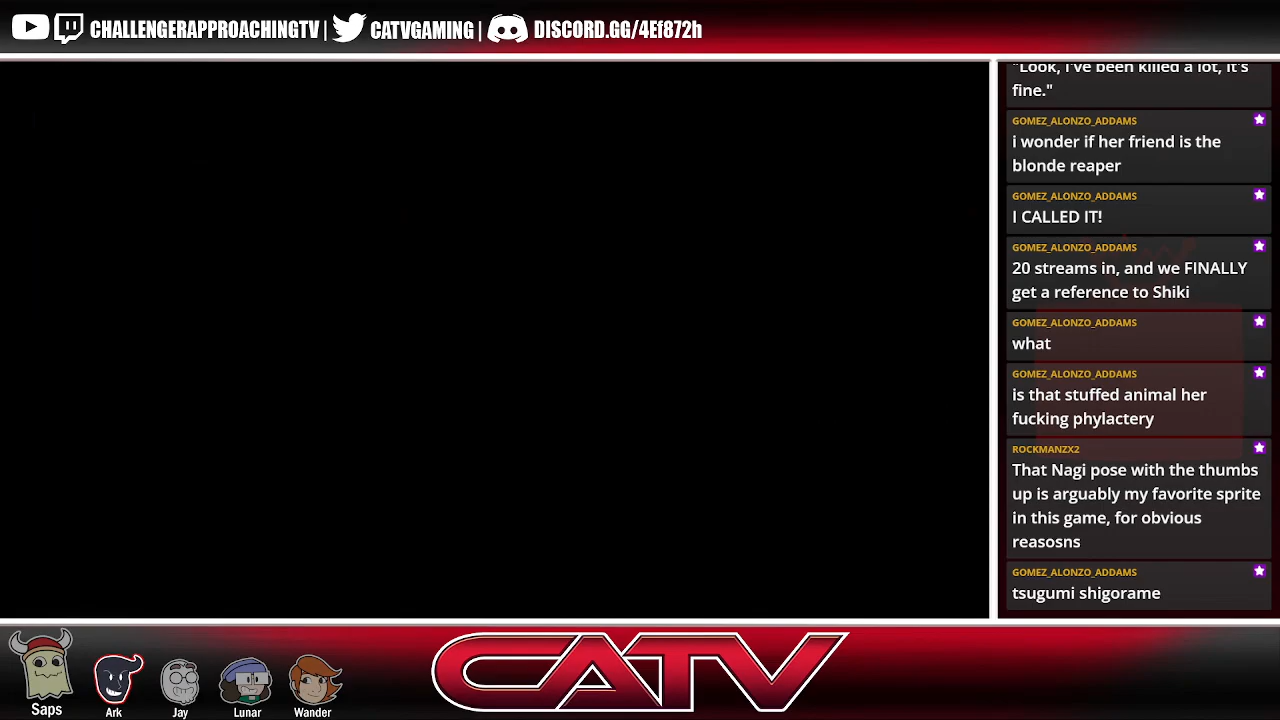 CHALLENGERAPPROACHINGTV | CATVGAMING | DISCORD.GG/4Ef872h
"Look, I've been killed a lot, it's
fine."
GOMEZ_ALONZO_ADDAMS
i wonder if her friend is the
blonde reaper
GOMEZ_ALONZO_ADDAMS
I CALLED IT!
GOMEZ_ALONZO_ADDAMS
20 streams in, and we FINALLY
get a reference to Shiki
GOMEZ_ALONZO_ADDAMS
what
GOMEZ_ALONZO_ADDAMS
is that stuffed animal her
fucking phylactery
ROCKMANZX2
That Nagi pose with the thumbs
up is arguably my favorite sprite
in this game, for obvious
reasosns
GOMEZ_ALONZO_ADDAMS
tsugumi shigorame
CATV
Saps
Ark
Jay
Lunar
Wander